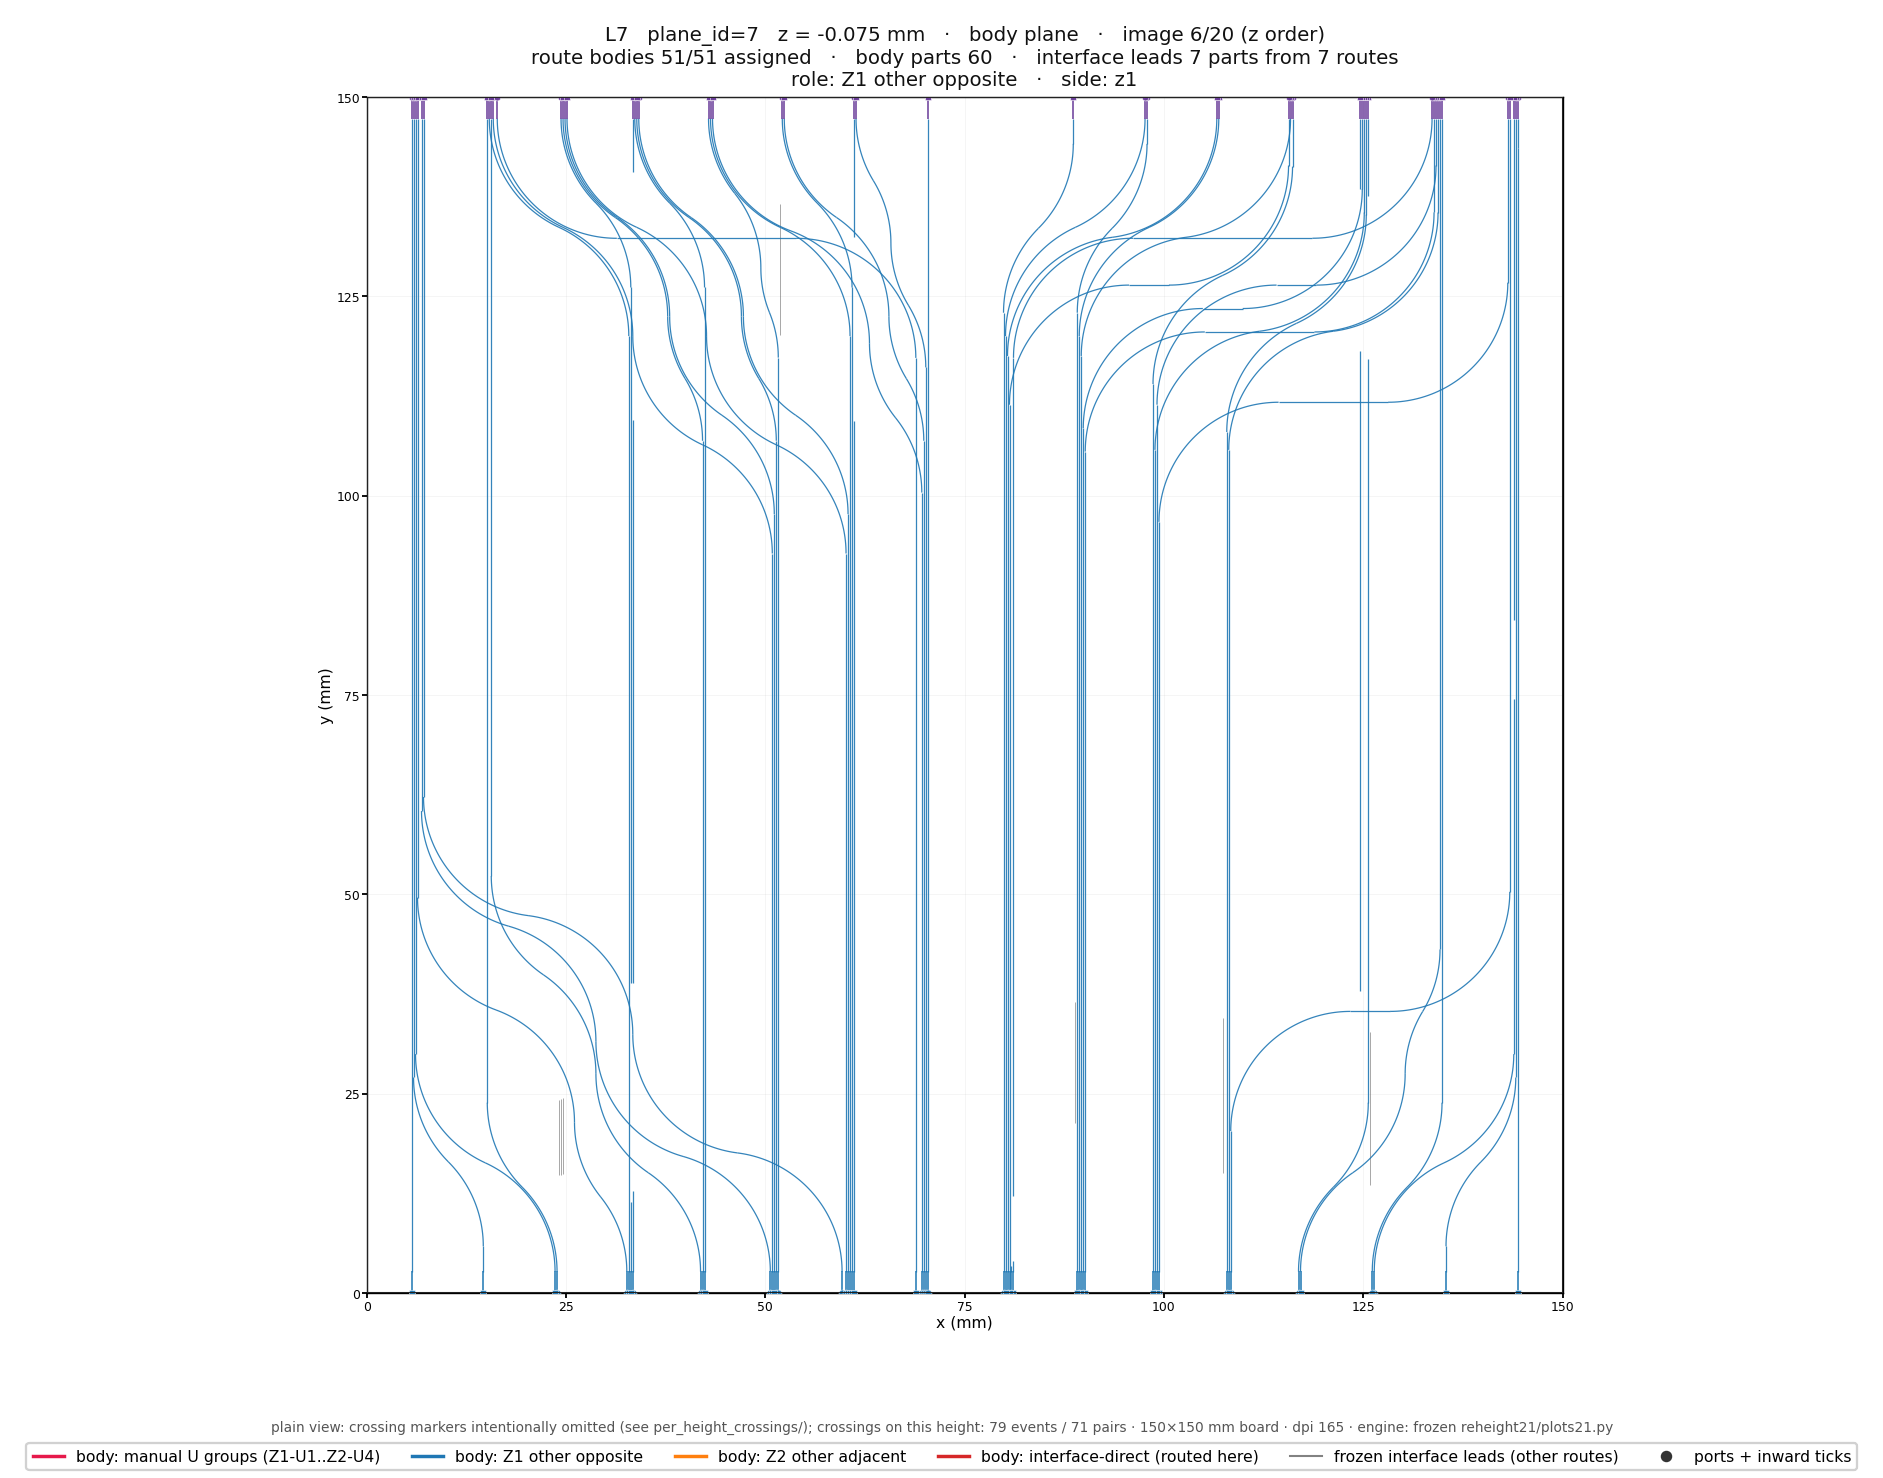 L7   plane_id=7   z = -0.075 mm   ·   body plane   ·   image 6/20 (z order)
route bodies 51/51 assigned   ·   body parts 60   ·   interface leads 7 parts from 7 routes
role: Z1 other opposite   ·   side: z1
150
125
100
75
50
25
0
y (mm)
0 25 50 75 100 125 150
x (mm)
plain view: crossing markers intentionally omitted (see per_height_crossings/); crossings on this height: 79 events / 71 pairs · 150×150 mm board · dpi 165 · engine: frozen reheight21/plots21.py
body: manual U groups (Z1-U1..Z2-U4) body: Z1 other opposite body: Z2 other adjacent body: interface-direct (routed here) frozen interface leads (other routes) ports + inward ticks